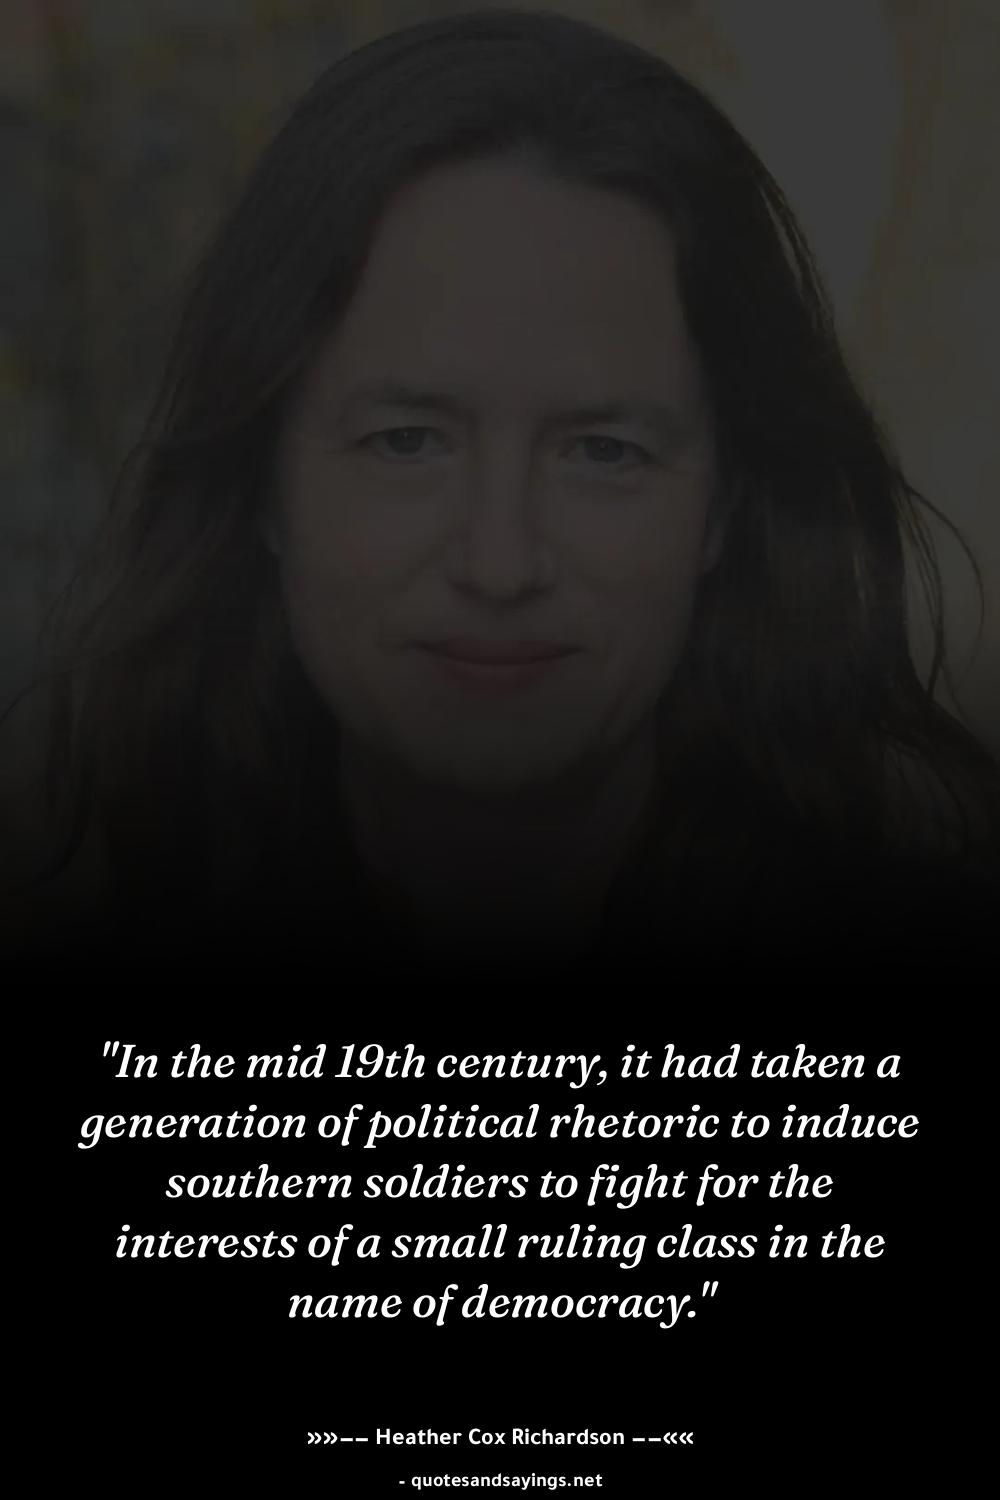 "In the mid 19th century, it had taken a
generation of political rhetoric to induce
southern soldiers to fight for the
interests of a small ruling class in the
name of democracy."
»»−− Heather Cox Richardson −−««
- quotesandsayings.net